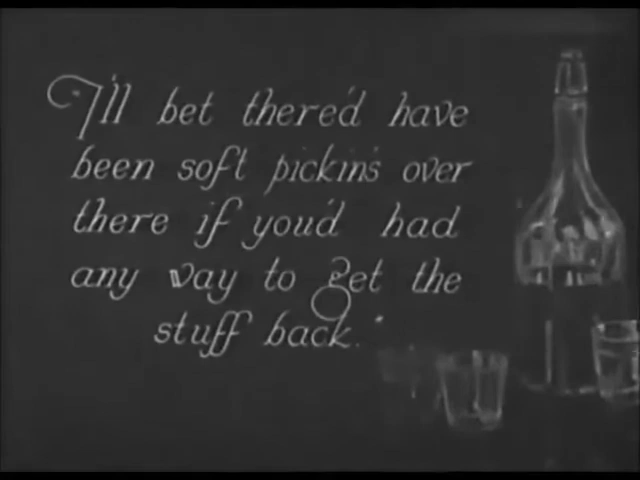 I'll bet there'd have
been soft pickin's over
there if you'd had
any way to get the
stuff back."